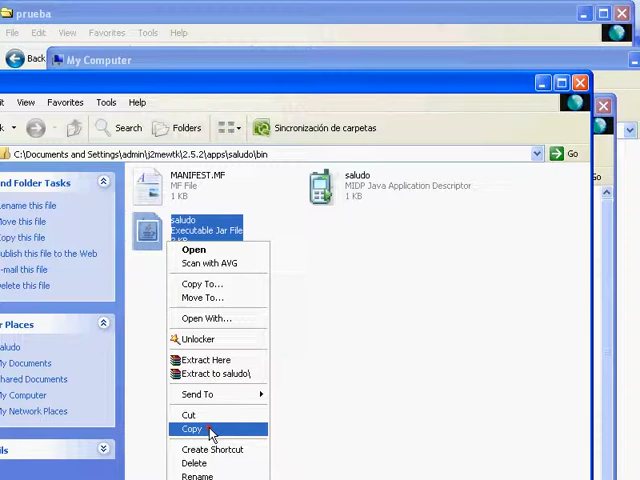 prueba
File Edit View Favorites Tools Help
Back
My Computer
View Favorites Tools Help
Search Folders Sincronización de carpetas
C:\Documents and Settings\admin\j2mewtk\2.5.2\apps\saludo\bin Go
nd Folder Tasks
ename this file
ove this file
opy this file
ublish this file to the Web
-mail this file
elete this file
r Places
aludo
y Documents
hared Documents
y Computer
y Network Places
ils
MANIFEST.MF
MF File
1 KB
saludo
MIDP Java Application Descriptor
1 KB
saludo
Executable Jar File
Open
Scan with AVG
Copy To...
Move To...
Open With...
Unlocker
Extract Here
Extract to saludo\
Send To
Cut
Copy
Create Shortcut
Delete
Rename